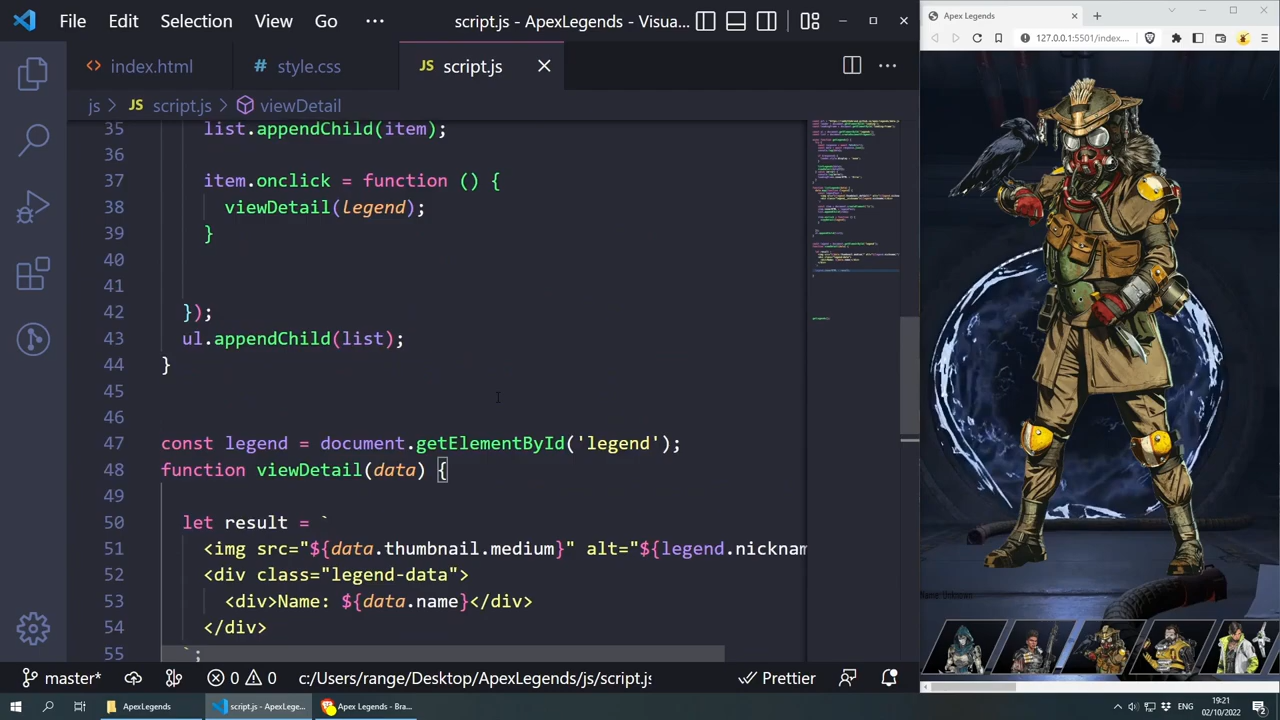 File Edit Selection View Go ··· script.js - ApexLegends - Visua...
index.html style.css script.js
js > JS script.js > viewDetail
35 list.appendChild(item);
36
37 item.onclick = function () {
38 viewDetail(legend);
39 }
40
41
42 });
43 ul.appendChild(list);
44 }
45
46
47 const legend = document.getElementById('legend');
48 function viewDetail(data) {
49
50 let result = `
51 <img src="${data.thumbnail.medium}" alt="${legend.nicknam
52 <div class="legend-data">
53 <div>Name: ${data.name}</div>
54 </div>
55 `;
master* 0 0 c:/Users/range/Desktop/ApexLegends/js/script.js Prettier
Apex Legends
127.0.0.1:5501/index....
Name: Unknown
ApexLegends script.js - ApexLege... Apex Legends - Bra... ENG 19:21
02/10/2022 2